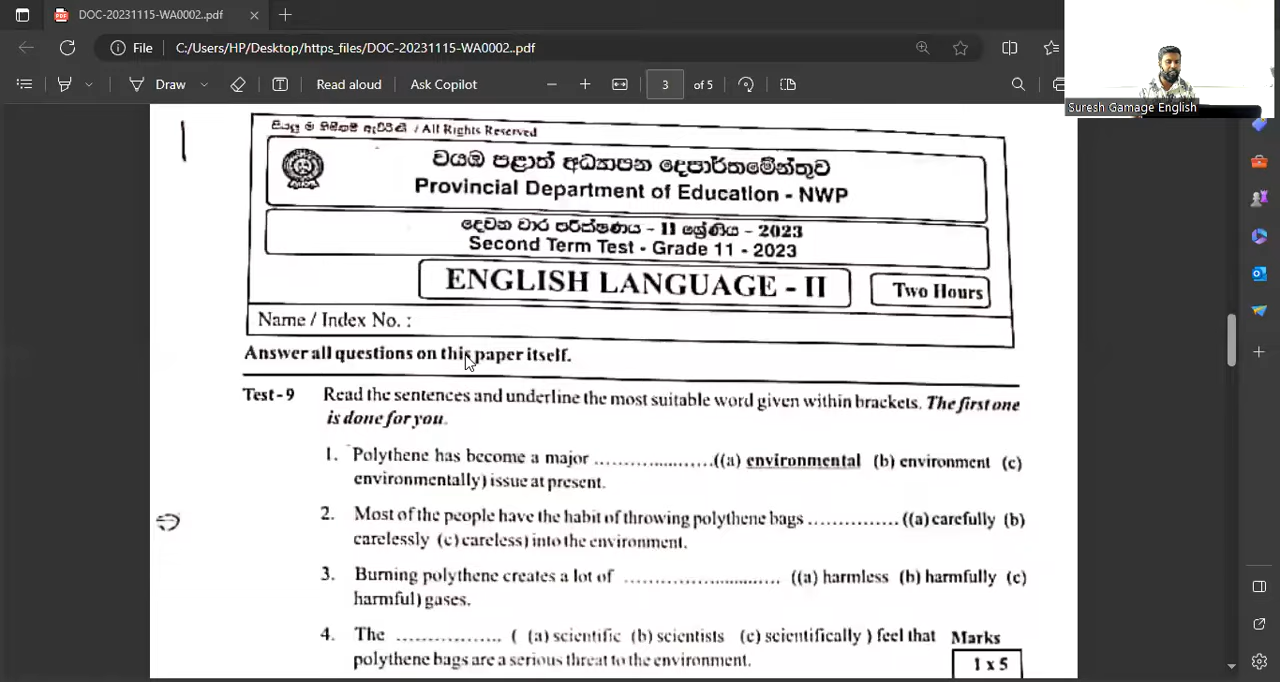 DOC-20231115-WA0002..pdf
File C:/Users/HP/Desktop/https_files/DOC-20231115-WA0002..pdf
Draw Read aloud Ask Copilot 3 of 5
Suresh Gamage English
සියලු ම හිමිකම් ඇවිරිණි / All Rights Reserved
වයඹ පළාත් අධ්‍යාපන දෙපාර්තමේන්තුව
Provincial Department of Education - NWP
දෙවන වාර පරීක්ෂණය - 11 ශ්‍රේණිය - 2023
Second Term Test - Grade 11 - 2023
ENGLISH LANGUAGE - II Two Hours
Name / Index No. :
Answer all questions on this paper itself.
Test - 9 Read the sentences and underline the most suitable word given within brackets. The first one
is done for you.
1. Polythene has become a major ......................((a) environmental (b) environment (c)
environmentally) issue at present.
2. Most of the people have the habit of throwing polythene bags ............... ((a) carefully (b)
carelessly (c) careless) into the environment.
3. Burning polythene creates a lot of ............................ ((a) harmless (b) harmfully (c)
harmful) gases.
4. The ................. ( (a) scientific (b) scientists (c) scientifically ) feel that Marks
polythene bags are a serious threat to the environment. 1 x 5